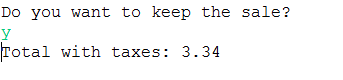 Do you want to keep the sale?
y
Total with taxes: 3.34